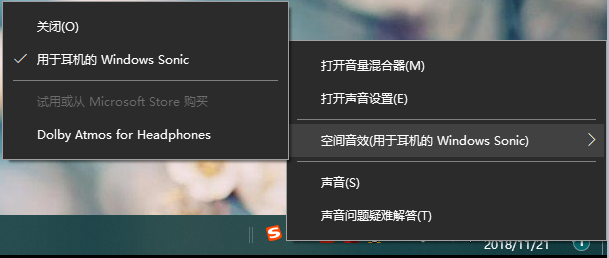 关闭(O)
用于耳机的 Windows Sonic
试用或从 Microsoft Store 购买
Dolby Atmos for Headphones
打开音量混合器(M)
打开声音设置(E)
空间音效(用于耳机的 Windows Sonic)
声音(S)
声音问题疑难解答(T)
2018/11/21